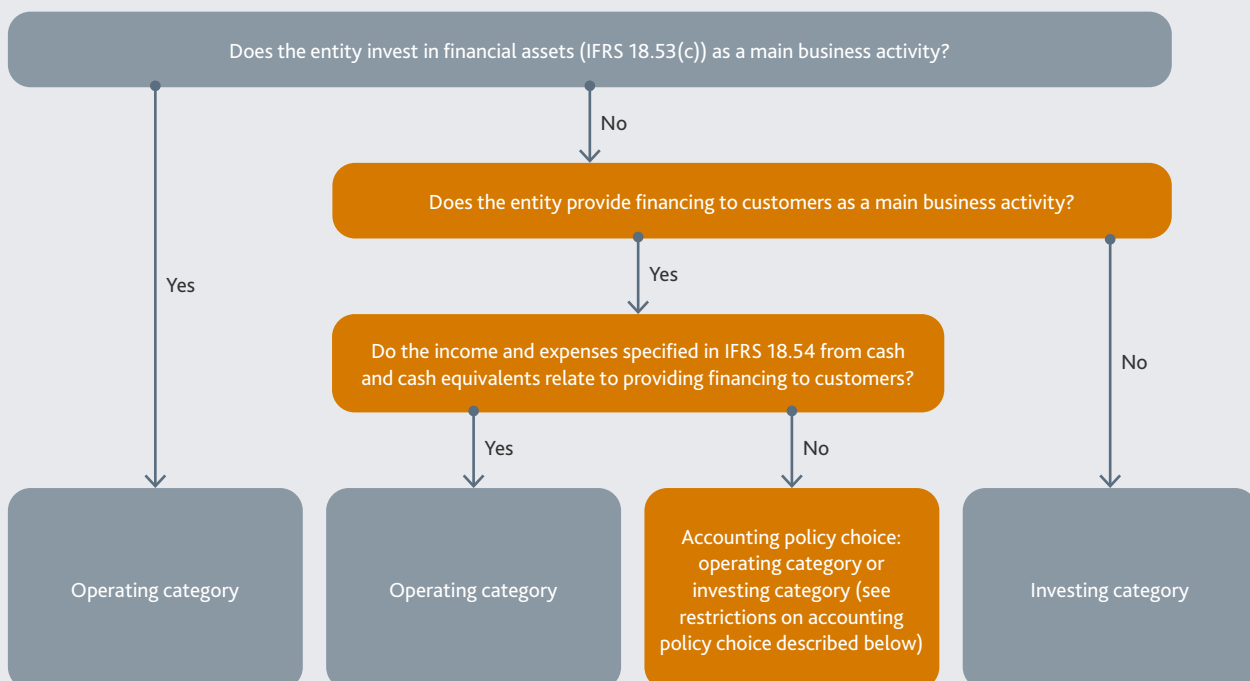 Does the entity invest in financial assets (IFRS 18.53(c)) as a main business activity?
No
Does the entity provide financing to customers as a main business activity?
Yes
Yes
Do the income and expenses specified in IFRS 18.54 from cash
and cash equivalents relate to providing financing to customers?
No
Yes
No
Operating category
Operating category
Accounting policy choice:
operating category or
investing category (see
restrictions on accounting
policy choice described below)
Investing category